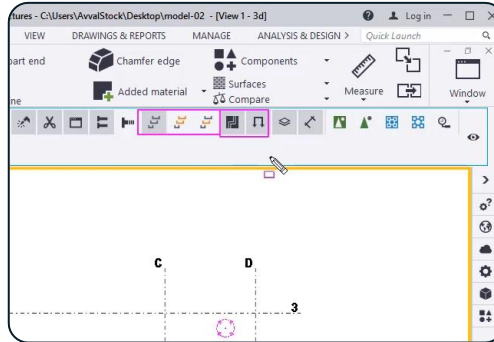 tures - C:\Users\AvvalStock\Desktop\model-02 - [View 1 - 3d]
Log in
VIEW DRAWINGS & REPORTS MANAGE ANALYSIS & DESIGN > Quick Launch
part end
Chamfer edge
Components
Added material
Surfaces
Compare
Measure
Window
ne
C
D
3